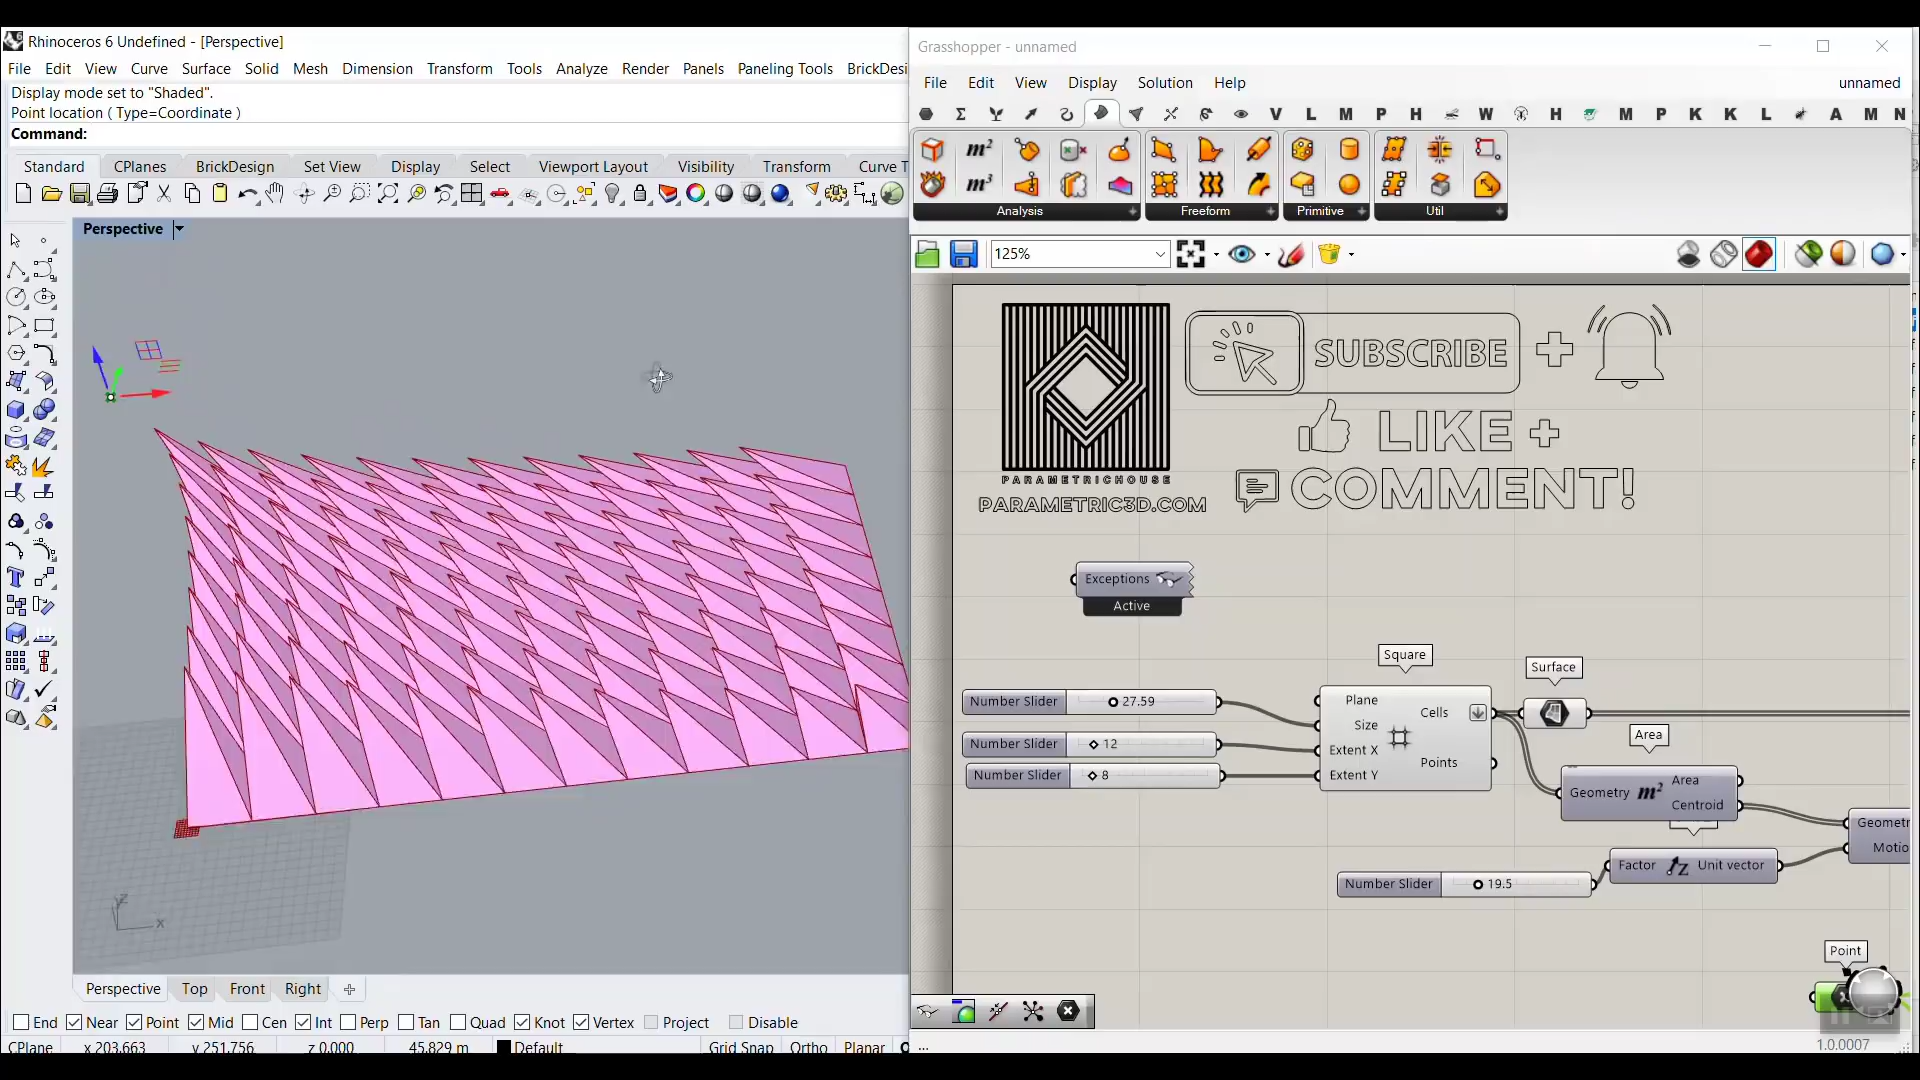 Rhinoceros 6 Undefined - [Perspective]
File Edit View Curve Surface Solid Mesh Dimension Transform Tools Analyze Render Panels Paneling Tools BrickDesi
Display mode set to "Shaded".
Point location ( Type=Coordinate )
Command:
Standard CPlanes BrickDesign Set View Display Select Viewport Layout Visibility Transform Curve T
Perspective
z x
Perspective Top Front Right
End Near Point Mid Cen Int Perp Tan Quad Knot Vertex Project Disable
CPlane x 203.663 y 251.756 z 0.000 45.829 m Default Grid Snap Ortho Planar O
Grasshopper - unnamed
File Edit View Display Solution Help unnamed
V L M P H W H M P K K L A M N
m² m³
Analysis Freeform Primitive Util
125%
SUBSCRIBE
LIKE +
COMMENT!
PARAMETRICHOUSE
PARAMETRIC3D.COM
Exceptions
Active
Square
Surface
Number Slider 27.59
Number Slider 12
Number Slider 8
Plane
Size
Extent X
Extent Y
Cells
Points
Area
Geometry m² Area
Centroid
Geometr
Motio
Factor Z Unit vector
Number Slider 19.5
Point
...
1.0.0007